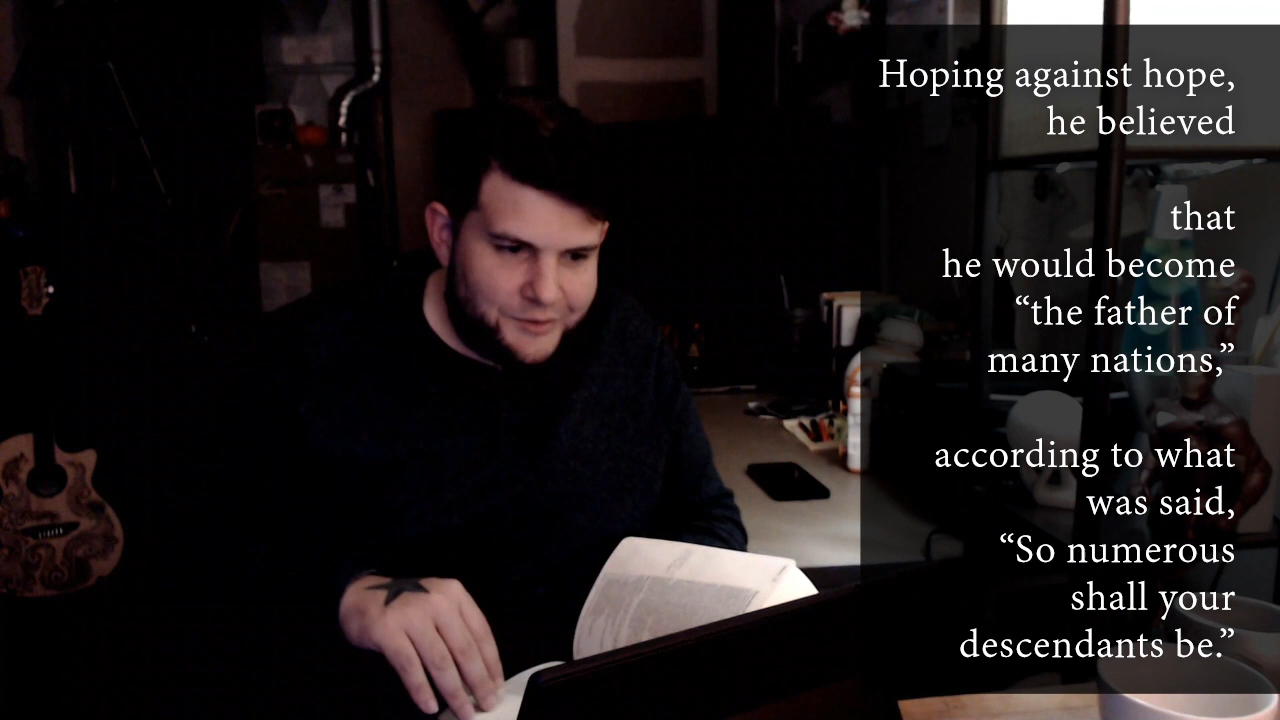 Hoping against hope,
he believed
that
he would become
“the father of
many nations,”
according to what
was said,
“So numerous
shall your
descendants be.”